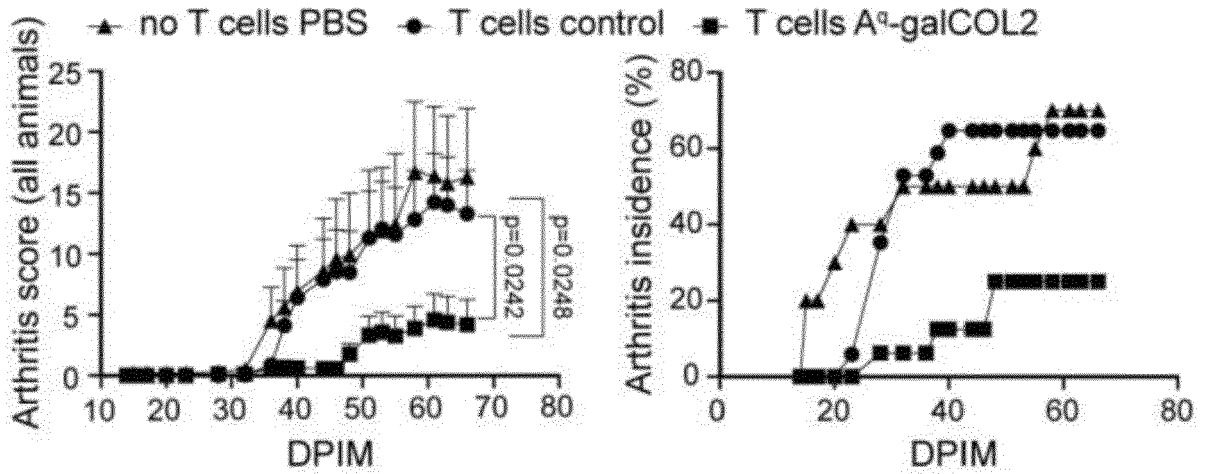 no T cells PBS T cells control T cells Aq-galCOL2
Arthritis score (all animals)
25
20
15
10
5
0
10 20 30 40 50 60 70 80
DPIM
p=0.0242
p=0.0248
Arthritis insidence (%)
80
60
40
20
0
0 20 40 60 80
DPIM